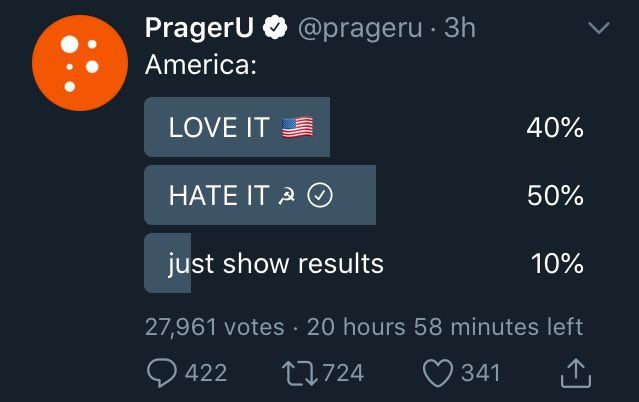 PragerU @prageru · 3h
America:
LOVE IT 🇺🇸 40%
HATE IT ☭ 50%
just show results 10%
27,961 votes · 20 hours 58 minutes left
422 724 341